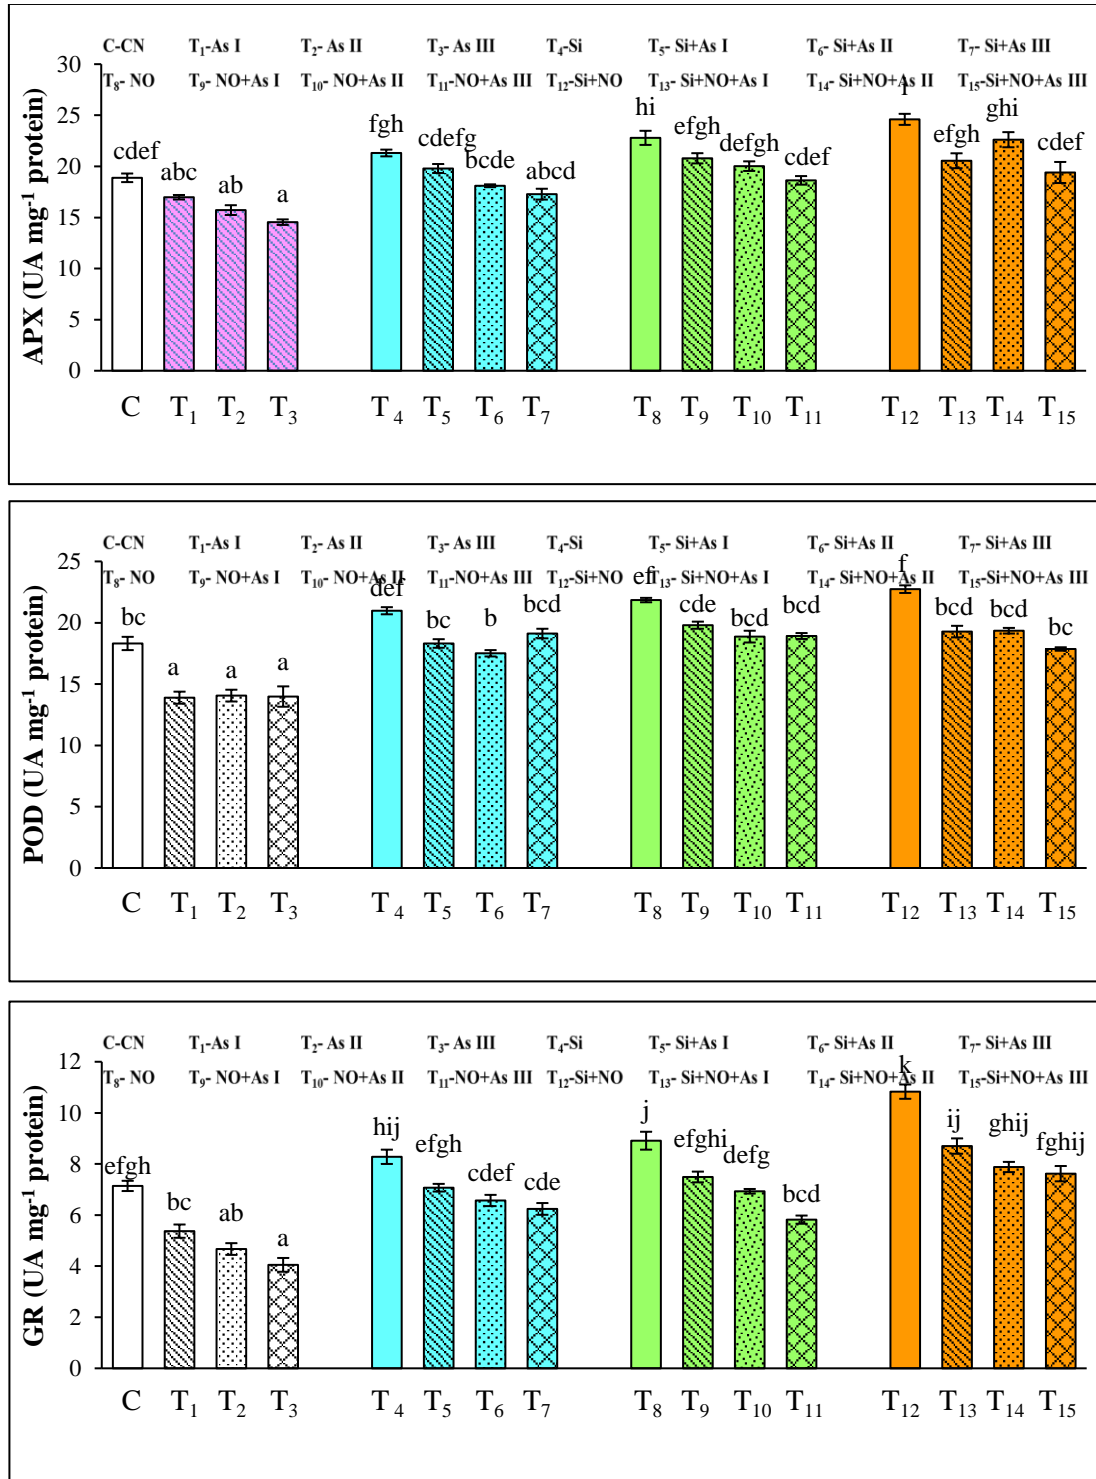 C-CN T₁-As I T₂- As II T₃- As III T₄-Si T₅- Si+As I T₆- Si+As II T₇- Si+As III
T₈- NO T₉- NO+As I T₁₀- NO+As II T₁₁-NO+As III T₁₂-Si+NO T₁₃- Si+NO+As I T₁₄- Si+NO+As II T₁₅-Si+NO+As III
APX (UA mg⁻¹ protein)
30
25
20
15
10
5
0
cdef abc ab a fgh cdefg bcde abcd hi efgh defgh cdef i efgh ghi cdef
C T₁ T₂ T₃ T₄ T₅ T₆ T₇ T₈ T₉ T₁₀ T₁₁ T₁₂ T₁₃ T₁₄ T₁₅
C-CN T₁-As I T₂- As II T₃- As III T₄-Si T₅- Si+As I T₆- Si+As II T₇- Si+As III
T₈- NO T₉- NO+As I T₁₀- NO+As II T₁₁-NO+As III T₁₂-Si+NO T₁₃- Si+NO+As I T₁₄- Si+NO+As II T₁₅-Si+NO+As III
POD (UA mg⁻¹ protein)
25
20
15
10
5
0
bc a a a def bc b bcd ef cde bcd bcd f bcd bcd bc
C T₁ T₂ T₃ T₄ T₅ T₆ T₇ T₈ T₉ T₁₀ T₁₁ T₁₂ T₁₃ T₁₄ T₁₅
C-CN T₁-As I T₂- As II T₃- As III T₄-Si T₅- Si+As I T₆- Si+As II T₇- Si+As III
T₈- NO T₉- NO+As I T₁₀- NO+As II T₁₁-NO+As III T₁₂-Si+NO T₁₃- Si+NO+As I T₁₄- Si+NO+As II T₁₅-Si+NO+As III
GR (UA mg⁻¹ protein)
12
10
8
6
4
2
0
efgh bc ab a hij efgh cdef cde j efghi defg bcd k ij ghij fghij
C T₁ T₂ T₃ T₄ T₅ T₆ T₇ T₈ T₉ T₁₀ T₁₁ T₁₂ T₁₃ T₁₄ T₁₅